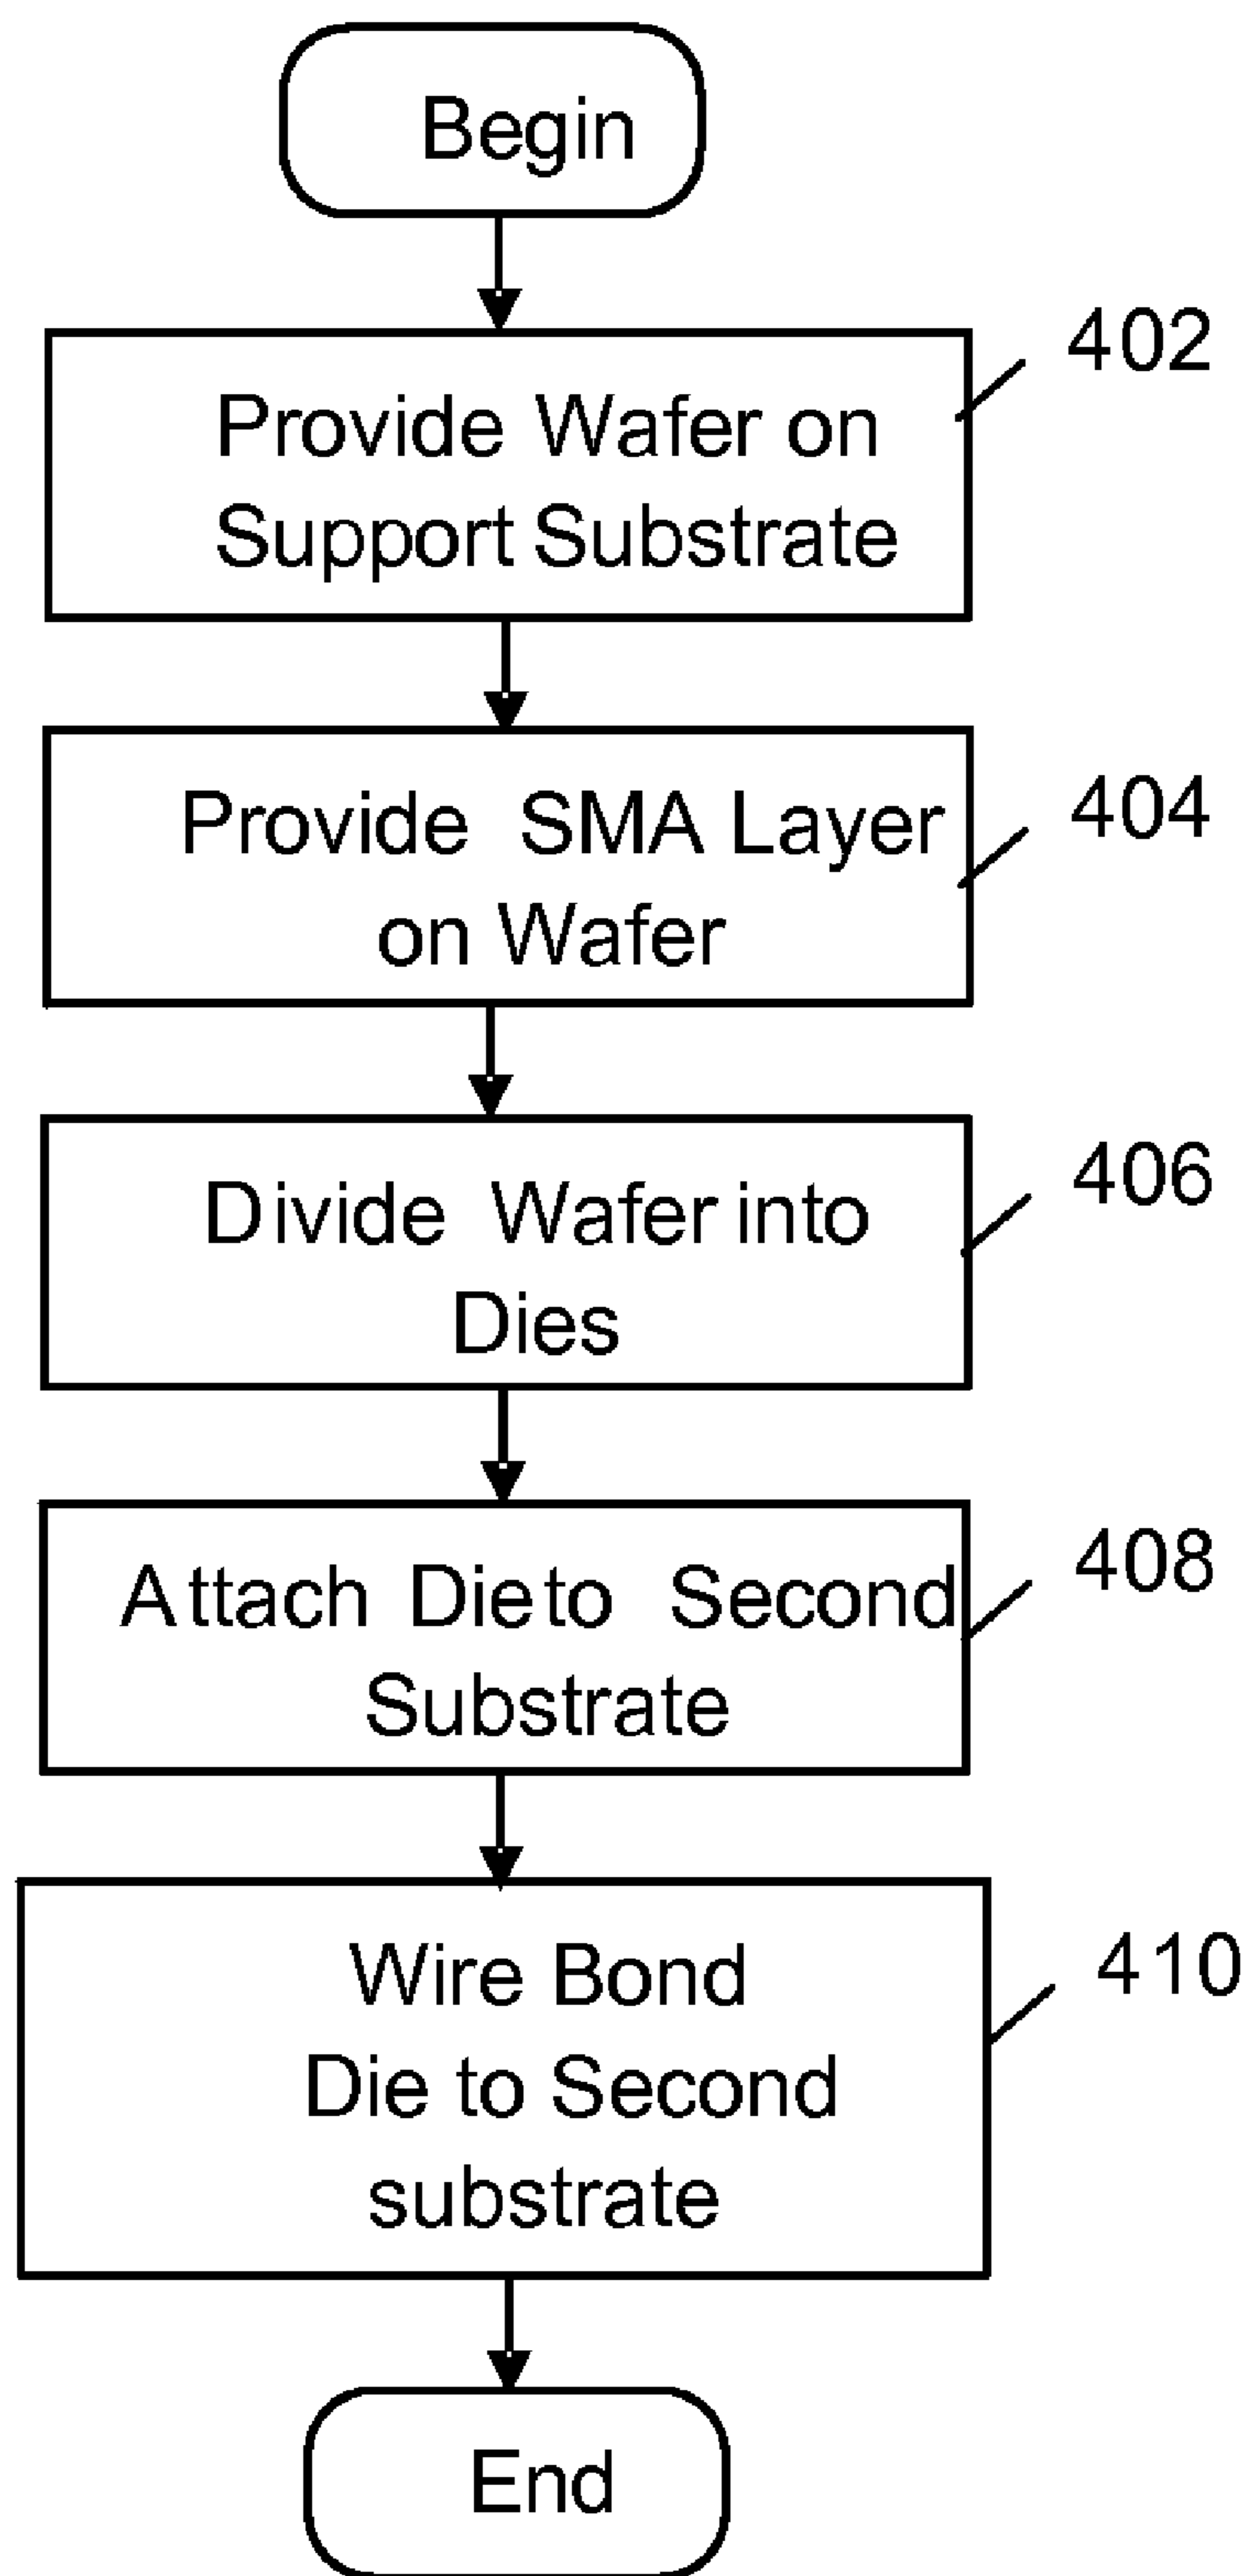 Begin
402
Provide Wafer on
Support Substrate
404
Provide SMA Layer
on Wafer
406
Divide Wafer into
Dies
408
Attach Die to Second
Substrate
410
Wire Bond
Die to Second
substrate
End